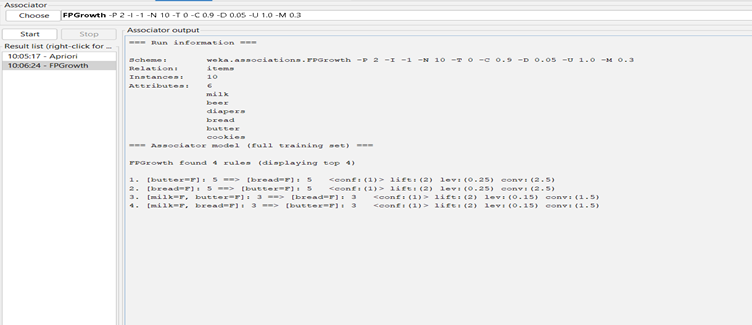 Associator
Choose FPGrowth -P 2 -I -1 -N 10 -T 0 -C 0.9 -D 0.05 -U 1.0 -M 0.3
Start Stop
Result list (right-click for ...
10:05:17 - Apriori
10:06:24 - FPGrowth
Associator output
=== Run information ===
Scheme: weka.associations.FPGrowth -P 2 -I -1 -N 10 -T 0 -C 0.9 -D 0.05 -U 1.0 -M 0.3
Relation: items
Instances: 10
Attributes: 6
milk
beer
diapers
bread
butter
cookies
=== Associator model (full training set) ===
FPGrowth found 4 rules (displaying top 4)
1. [butter=F]: 5 ==> [bread=F]: 5 <conf:(1)> lift:(2) lev:(0.25) conv:(2.5)
2. [bread=F]: 5 ==> [butter=F]: 5 <conf:(1)> lift:(2) lev:(0.25) conv:(2.5)
3. [milk=F, butter=F]: 3 ==> [bread=F]: 3 <conf:(1)> lift:(2) lev:(0.15) conv:(1.5)
4. [milk=F, bread=F]: 3 ==> [butter=F]: 3 <conf:(1)> lift:(2) lev:(0.15) conv:(1.5)